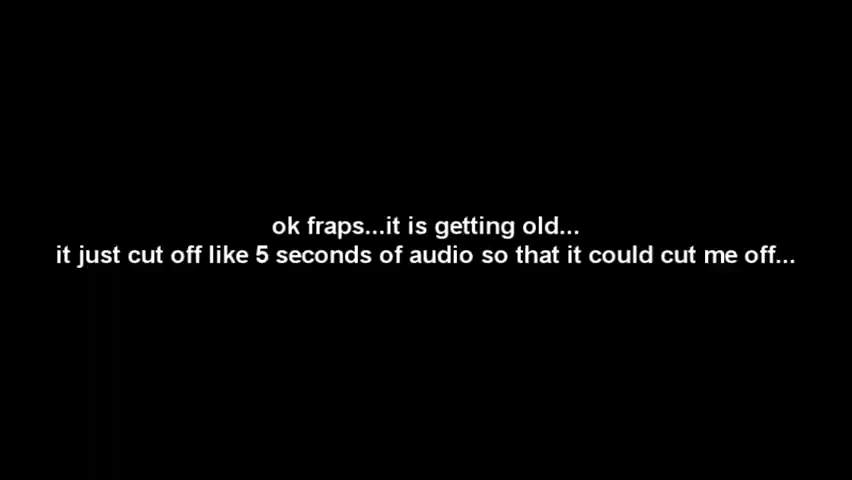 ok fraps...it is getting old...
it just cut off like 5 seconds of audio so that it could cut me off...